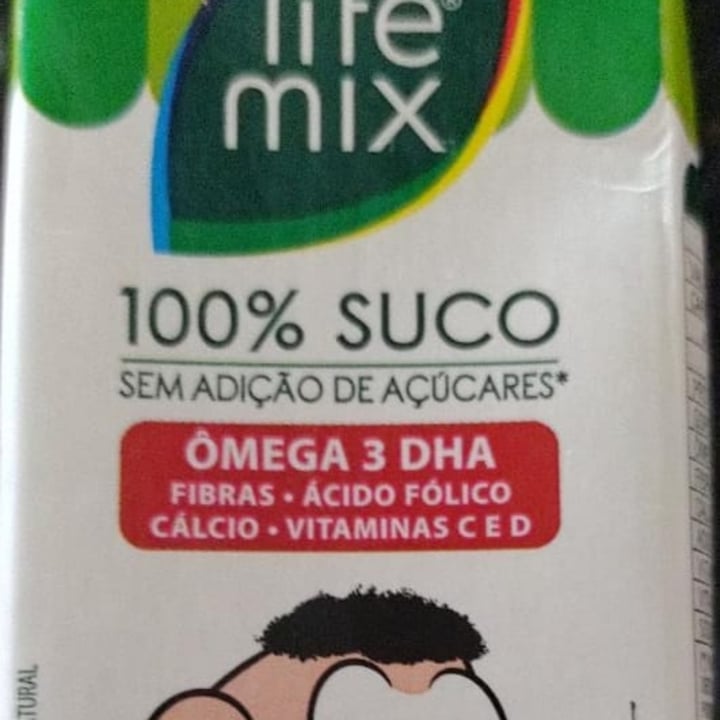 life®
mix
100% SUCO
SEM ADIÇÃO DE AÇÚCARES*
ÔMEGA 3 DHA
FIBRAS • ÁCIDO FÓLICO
CÁLCIO • VITAMINAS C E D